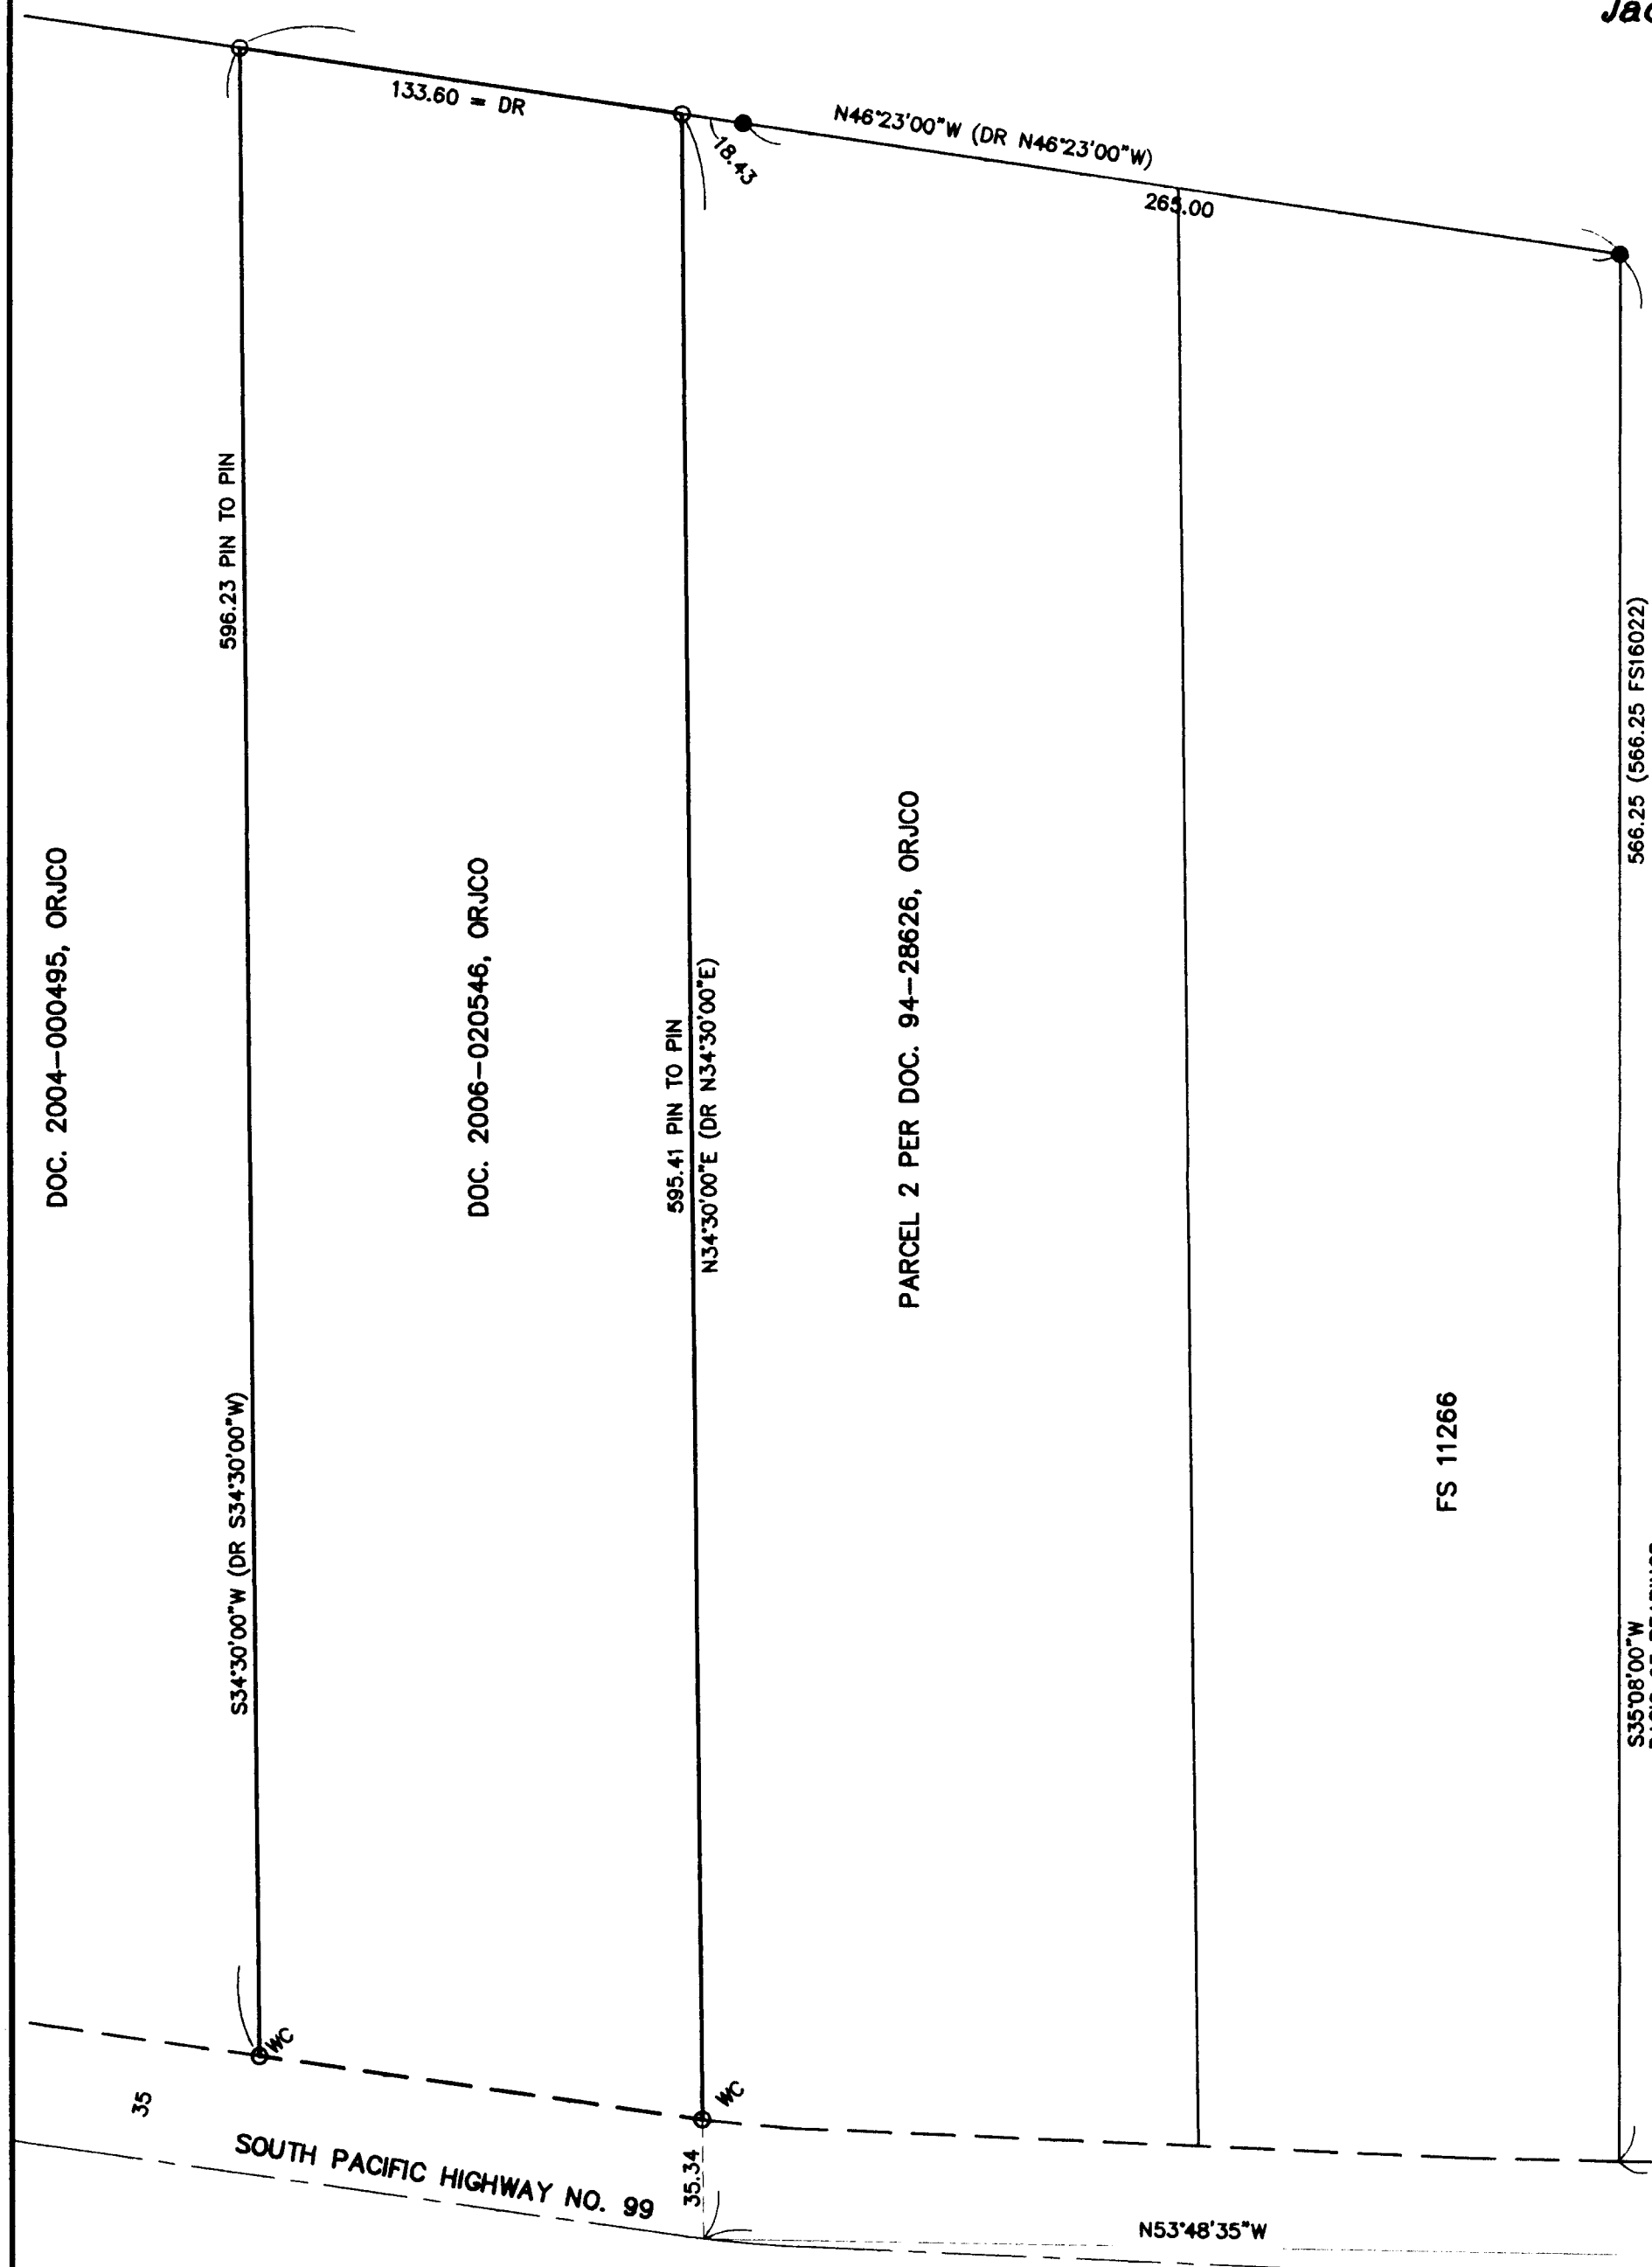 Jac
133.60 = DR
18.43
N46°23'00"W (DR N46°23'00"W)
265.00
596.23 PIN TO PIN
S34°30'00"W (DR S34°30'00"W)
DOC. 2004-000495, ORJCO
DOC. 2006-020546, ORJCO
595.41 PIN TO PIN
N34°30'00"E (DR N34°30'00"E)
PARCEL 2 PER DOC. 94-28626, ORJCO
566.25 (566.25 FS16022)
FS 11266
S35°08'00"W
WC
WC
35
SOUTH PACIFIC HIGHWAY NO. 99
35.34
N53°48'35"W